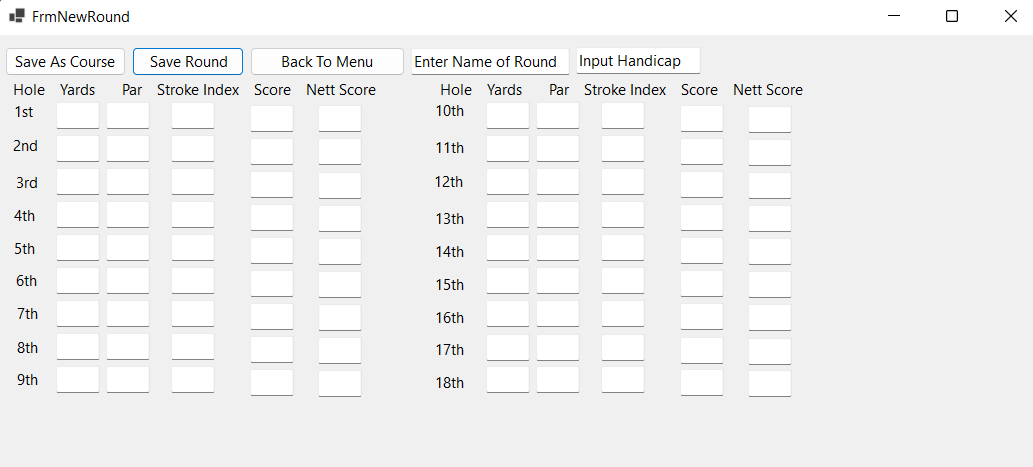 FrmNewRound
Save As Course Save Round Back To Menu Enter Name of Round Input Handicap
Hole Yards Par Stroke Index Score Nett Score Hole Yards Par Stroke Index Score Nett Score
1st 10th
2nd 11th
3rd 12th
4th 13th
5th 14th
6th 15th
7th 16th
8th 17th
9th 18th